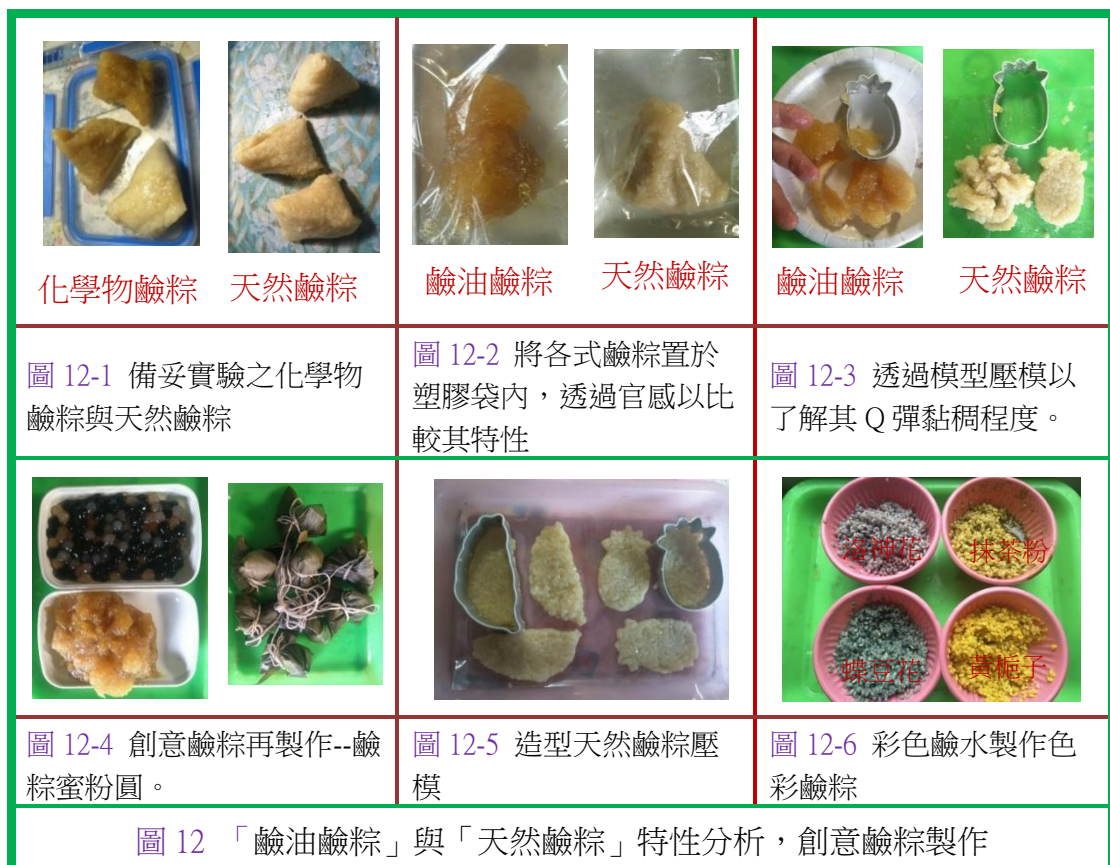 化學物鹼粽 天然鹼粽
鹼油鹼粽 天然鹼粽
鹼油鹼粽 天然鹼粽
圖 12-1 備妥實驗之化學物
鹼粽與天然鹼粽
圖 12-2 將各式鹼粽置於
塑膠袋內，透過官感以比
較其特性
圖 12-3 透過模型壓模以
了解其 Q 彈黏稠程度。
洛神花 抹茶粉
蝶豆花 黃梔子
圖 12-4 創意鹼粽再製作--鹼
粽蜜粉圓。
圖 12-5 造型天然鹼粽壓
模
圖 12-6 彩色鹼水製作色
彩鹼粽
圖 12 「鹼油鹼粽」與「天然鹼粽」特性分析，創意鹼粽製作